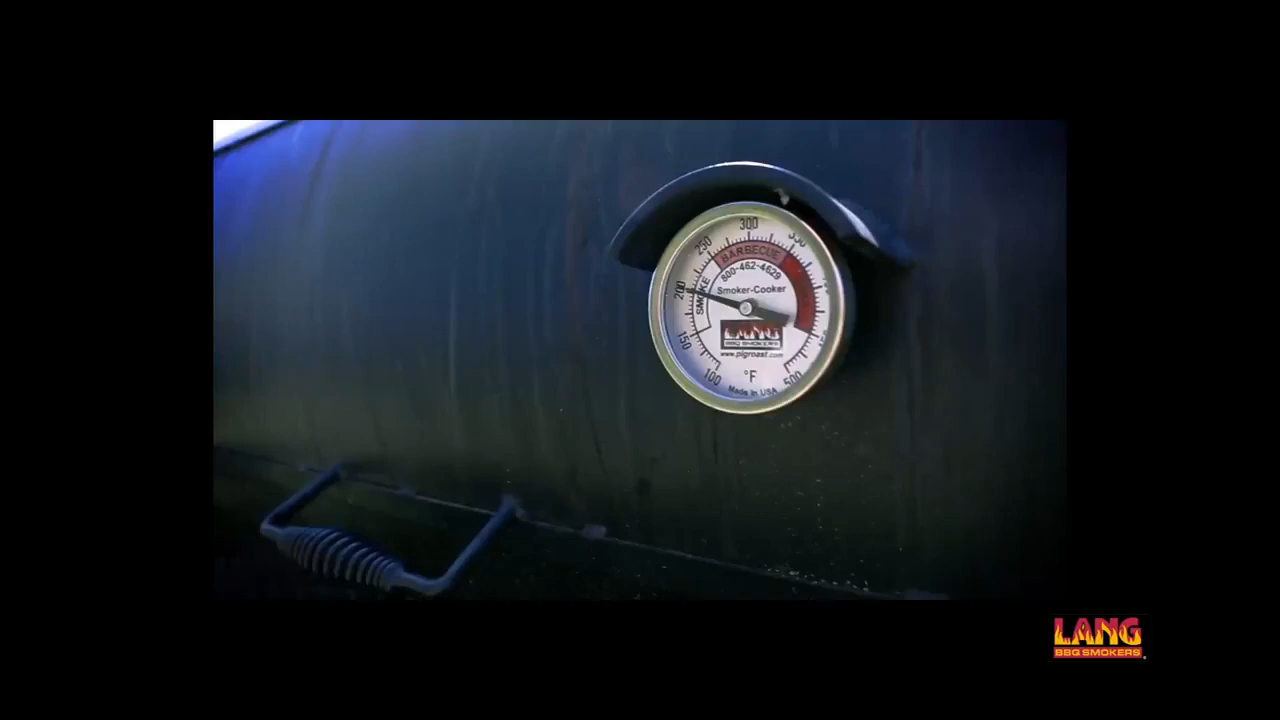 300
250
350
200
150
100
500
BARBECUE
SMOKE
800-462-4629
Smoker-Cooker
LANG
BBQ SMOKERS
www.pigroast.com
°F
Made In USA
LANG
BBQ SMOKERS